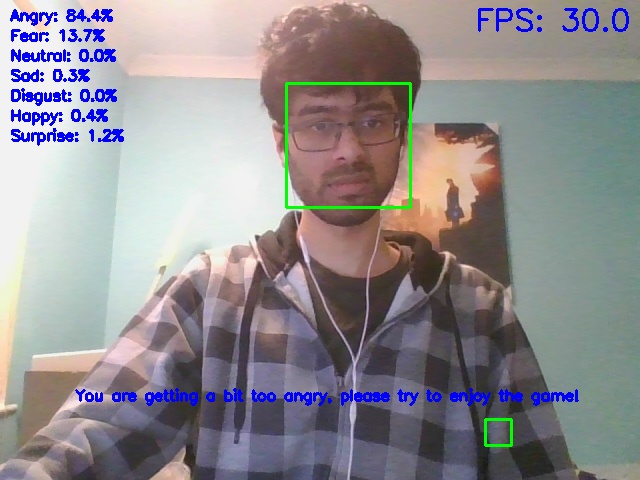 Angry: 84.4%
FPS: 30.0
Fear: 13.7%
Neutral: 0.0%
Sad: 0.3%
Disgust: 0.0%
Happy: 0.4%
Surprise: 1.2%
You are getting a bit too angry, please try to enjoy the game!